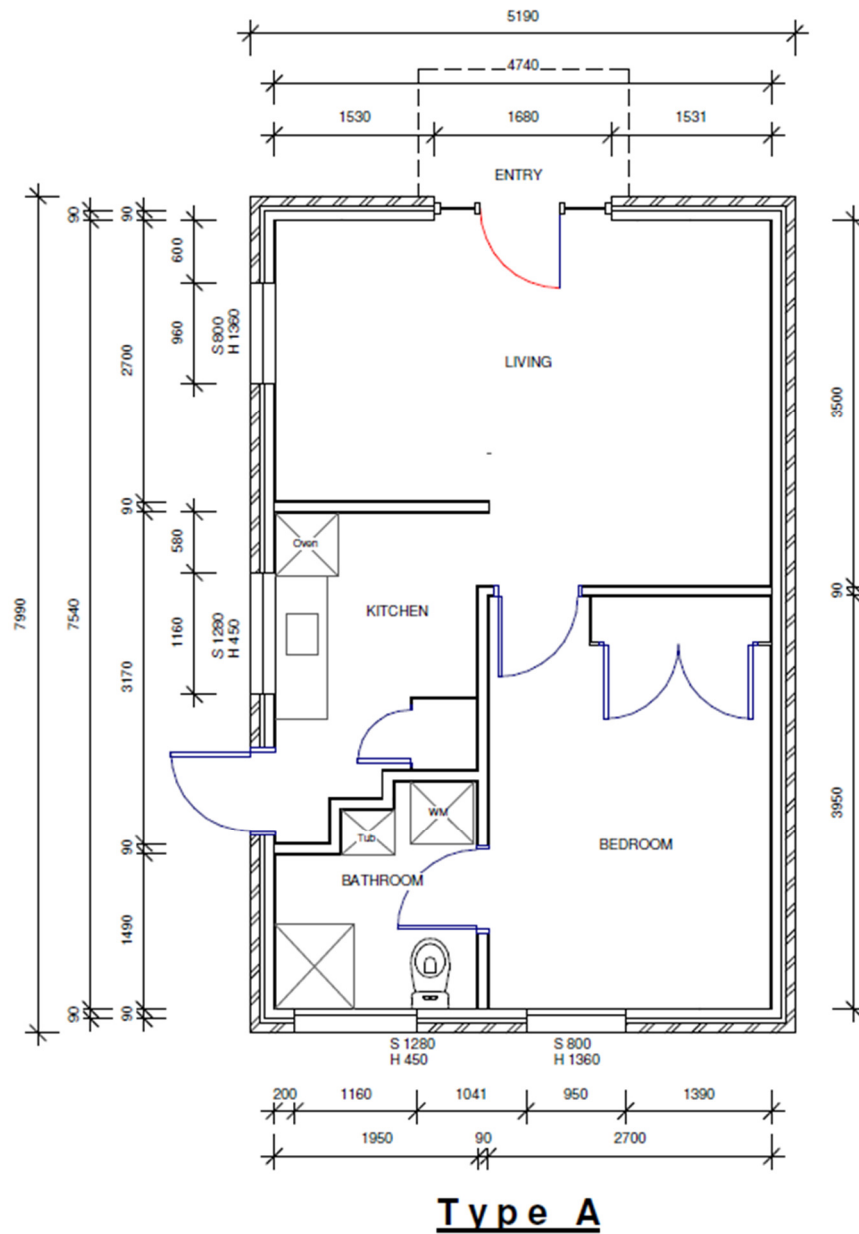 5190
4740
1530 1680 1531
ENTRY
90 90
600
960
S 800
H 1360
2700
LIVING
3500
90
580
Oven
KITCHEN
90
7990
7540
1160
S 1280
H 450
3170
WM
Tub
BEDROOM
3950
90
BATHROOM
1490
90 90
S 1280
H 450
S 800
H 1360
200 1160 1041 950 1390
1950 90 2700
Type A